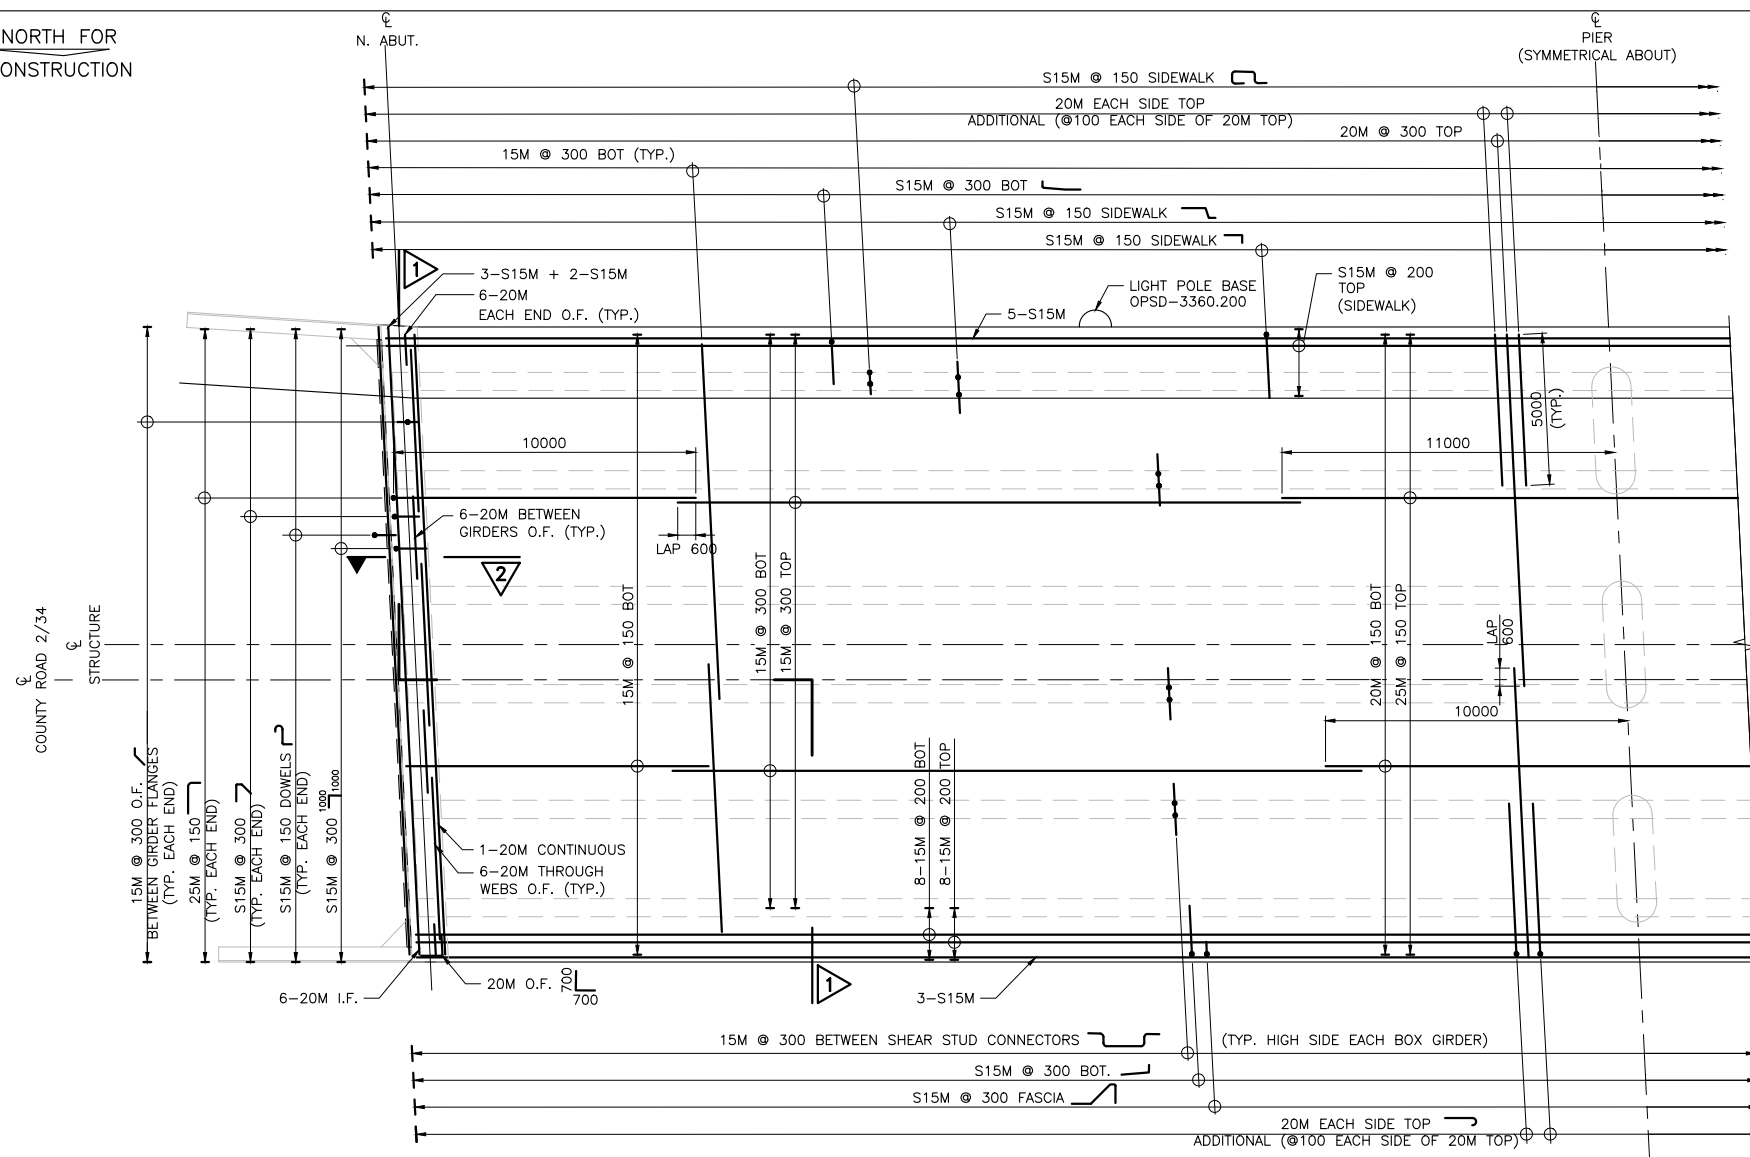 NORTH FOR
ONSTRUCTION
℄
N. ABUT.
℄
PIER
(SYMMETRICAL ABOUT)
S15M @ 150 SIDEWALK
20M EACH SIDE TOP
ADDITIONAL (@100 EACH SIDE OF 20M TOP)
20M @ 300 TOP
15M @ 300 BOT (TYP.)
S15M @ 300 BOT
S15M @ 150 SIDEWALK
S15M @ 150 SIDEWALK
1
3-S15M + 2-S15M
6-20M
EACH END O.F. (TYP.)
5-S15M
LIGHT POLE BASE
OPSD-3360.200
S15M @ 200
TOP
(SIDEWALK)
5000
(TYP.)
10000
11000
6-20M BETWEEN
GIRDERS O.F. (TYP.)
LAP 600
2
15M @ 150 BOT
15M @ 300 BOT
15M @ 300 TOP
20M @ 150 BOT
25M @ 150 TOP
LAP
600
10000
℄
COUNTY ROAD 2/34
℄
STRUCTURE
15M @ 300 O.F.
BETWEEN GIRDER FLANGES
(TYP. EACH END)
25M @ 150
(TYP. EACH END)
S15M @ 300
(TYP. EACH END)
S15M @ 150 DOWELS
(TYP. EACH END)
S15M @ 300
1000
1000
8-15M @ 200 BOT
8-15M @ 200 TOP
1-20M CONTINUOUS
6-20M THROUGH
WEBS O.F. (TYP.)
6-20M I.F.
20M O.F.
700
700
1
3-S15M
15M @ 300 BETWEEN SHEAR STUD CONNECTORS
(TYP. HIGH SIDE EACH BOX GIRDER)
S15M @ 300 BOT.
S15M @ 300 FASCIA
20M EACH SIDE TOP
ADDITIONAL (@100 EACH SIDE OF 20M TOP)